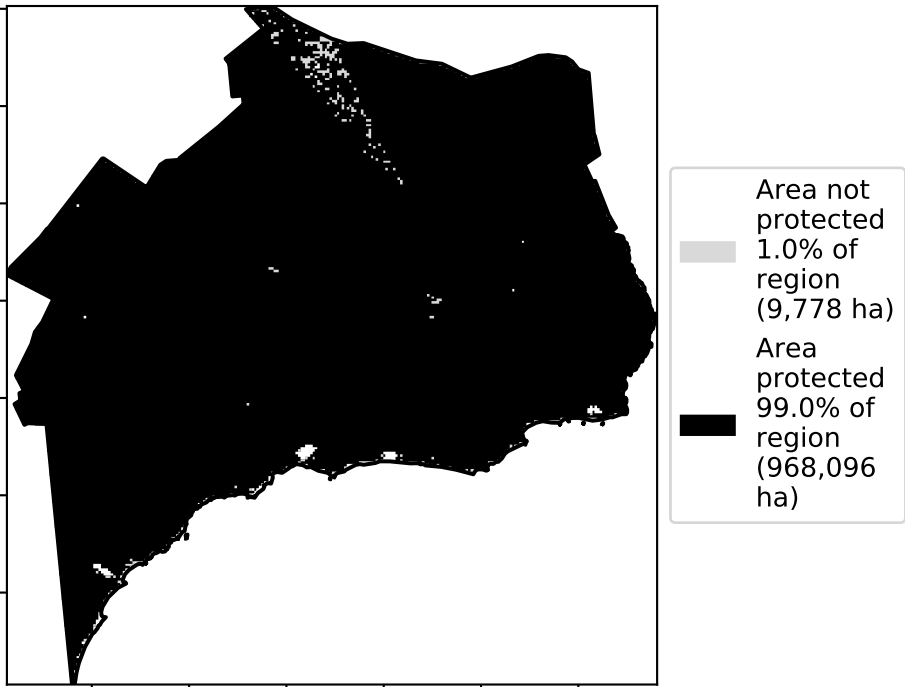 Area not
protected
1.0% of
region
(9,778 ha)
Area
protected
99.0% of
region
(968,096
ha)